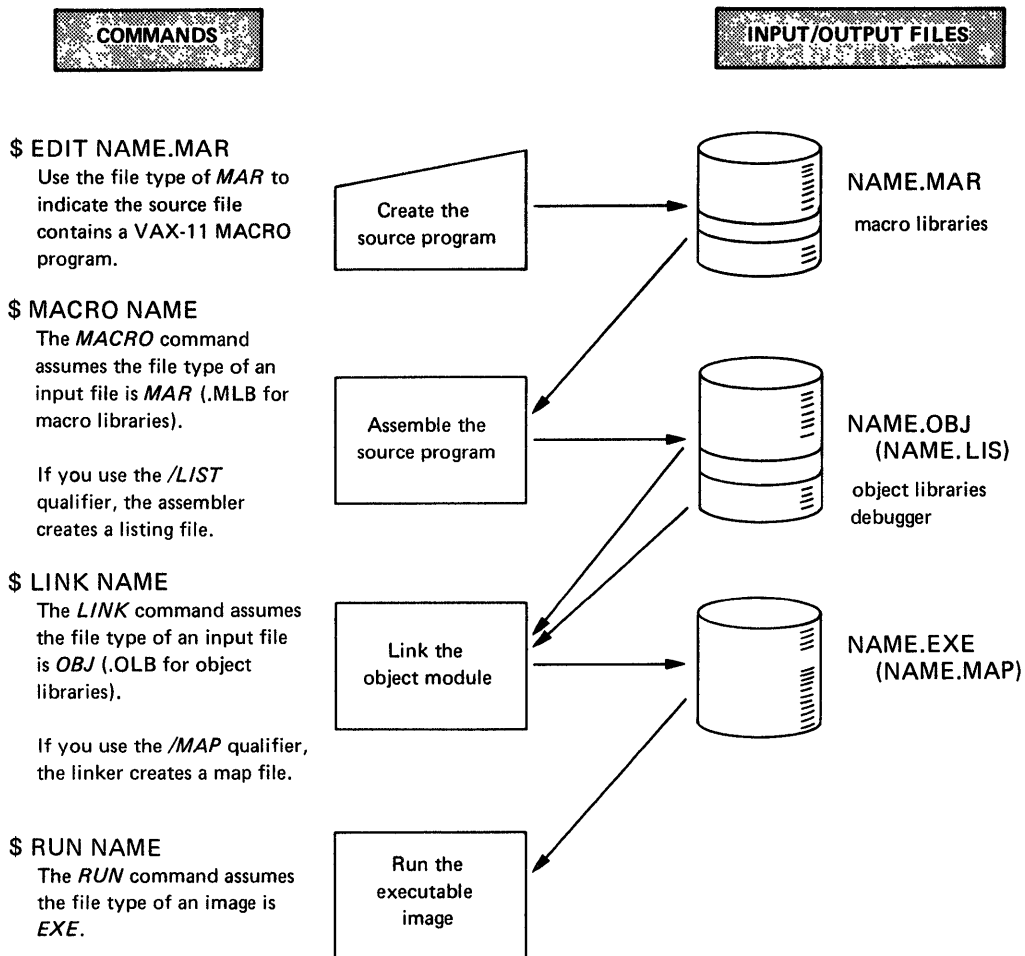 COMMANDS
INPUT/OUTPUT FILES
$ EDIT NAME.MAR
Use the file type of MAR to
indicate the source file
contains a VAX-11 MACRO
program.
Create the
source program
NAME.MAR
macro libraries
$ MACRO NAME
The MACRO command
assumes the file type of an
input file is MAR (.MLB for
macro libraries).
If you use the /LIST
qualifier, the assembler
creates a listing file.
Assemble the
source program
NAME.OBJ
(NAME.LIS)
object libraries
debugger
$ LINK NAME
The LINK command assumes
the file type of an input file
is OBJ (.OLB for object
libraries).
If you use the /MAP qualifier,
the linker creates a map file.
Link the
object module
NAME.EXE
(NAME.MAP)
$ RUN NAME
The RUN command assumes
the file type of an image is
EXE.
Run the
executable
image